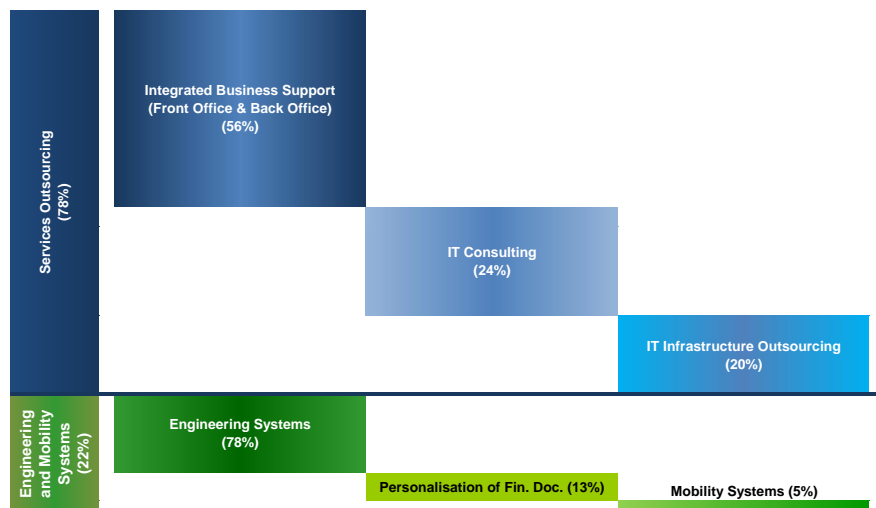 Services Outsourcing
(78%)
Integrated Business Support
(Front Office & Back Office)
(56%)
IT Consulting
(24%)
IT Infrastructure Outsourcing
(20%)
Engineering
and Mobility
Systems
(22%)
Engineering Systems
(78%)
Personalisation of Fin. Doc. (13%)
Mobility Systems (5%)